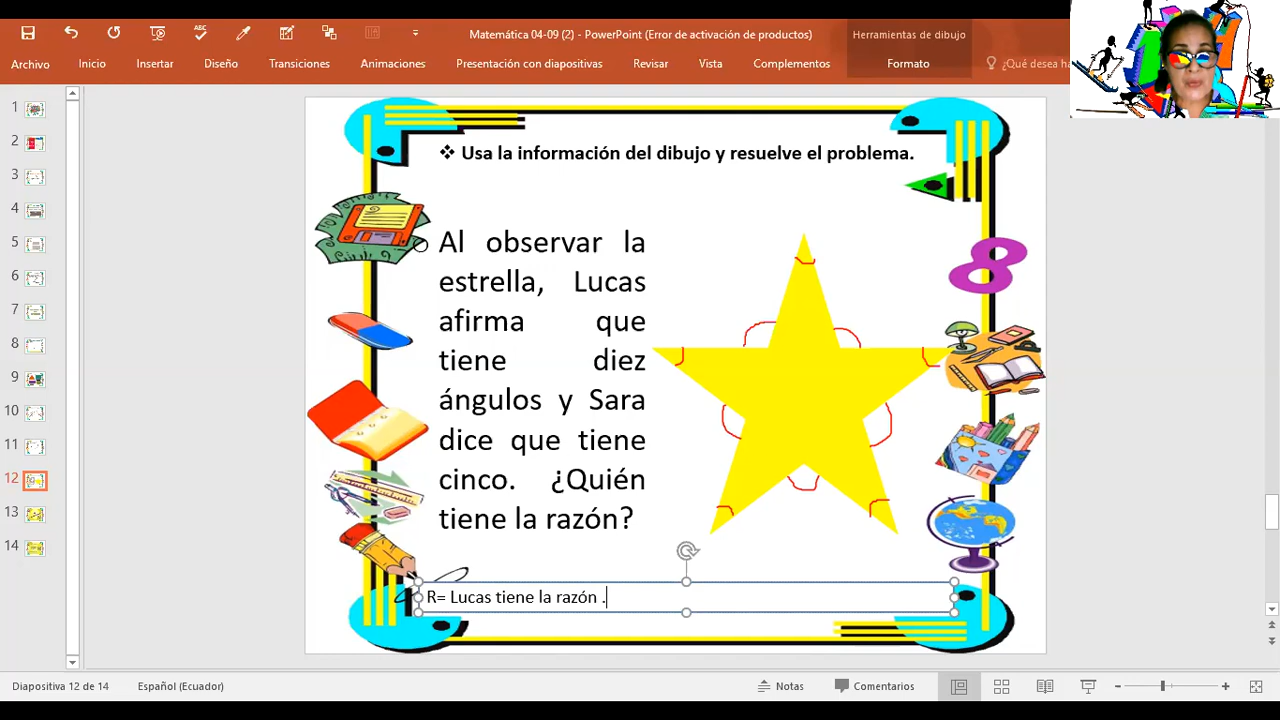 ABC
Matemática 04-09 (2) - PowerPoint (Error de activación de productos)
Herramientas de dibujo
Archivo
Inicio
Insertar
Diseño
Transiciones
Animaciones
Presentación con diapositivas
Revisar
Vista
Complementos
Formato
¿Qué desea ha
1
2
3
4
5
6
7
8
9
10
11
12
13
14
❖ Usa la información del dibujo y resuelve el problema.
Al observar la
estrella, Lucas
afirma que
tiene diez
ángulos y Sara
dice que tiene
cinco. ¿Quién
tiene la razón?
8
R= Lucas tiene la razón .
Diapositiva 12 de 14
Español (Ecuador)
Notas
Comentarios